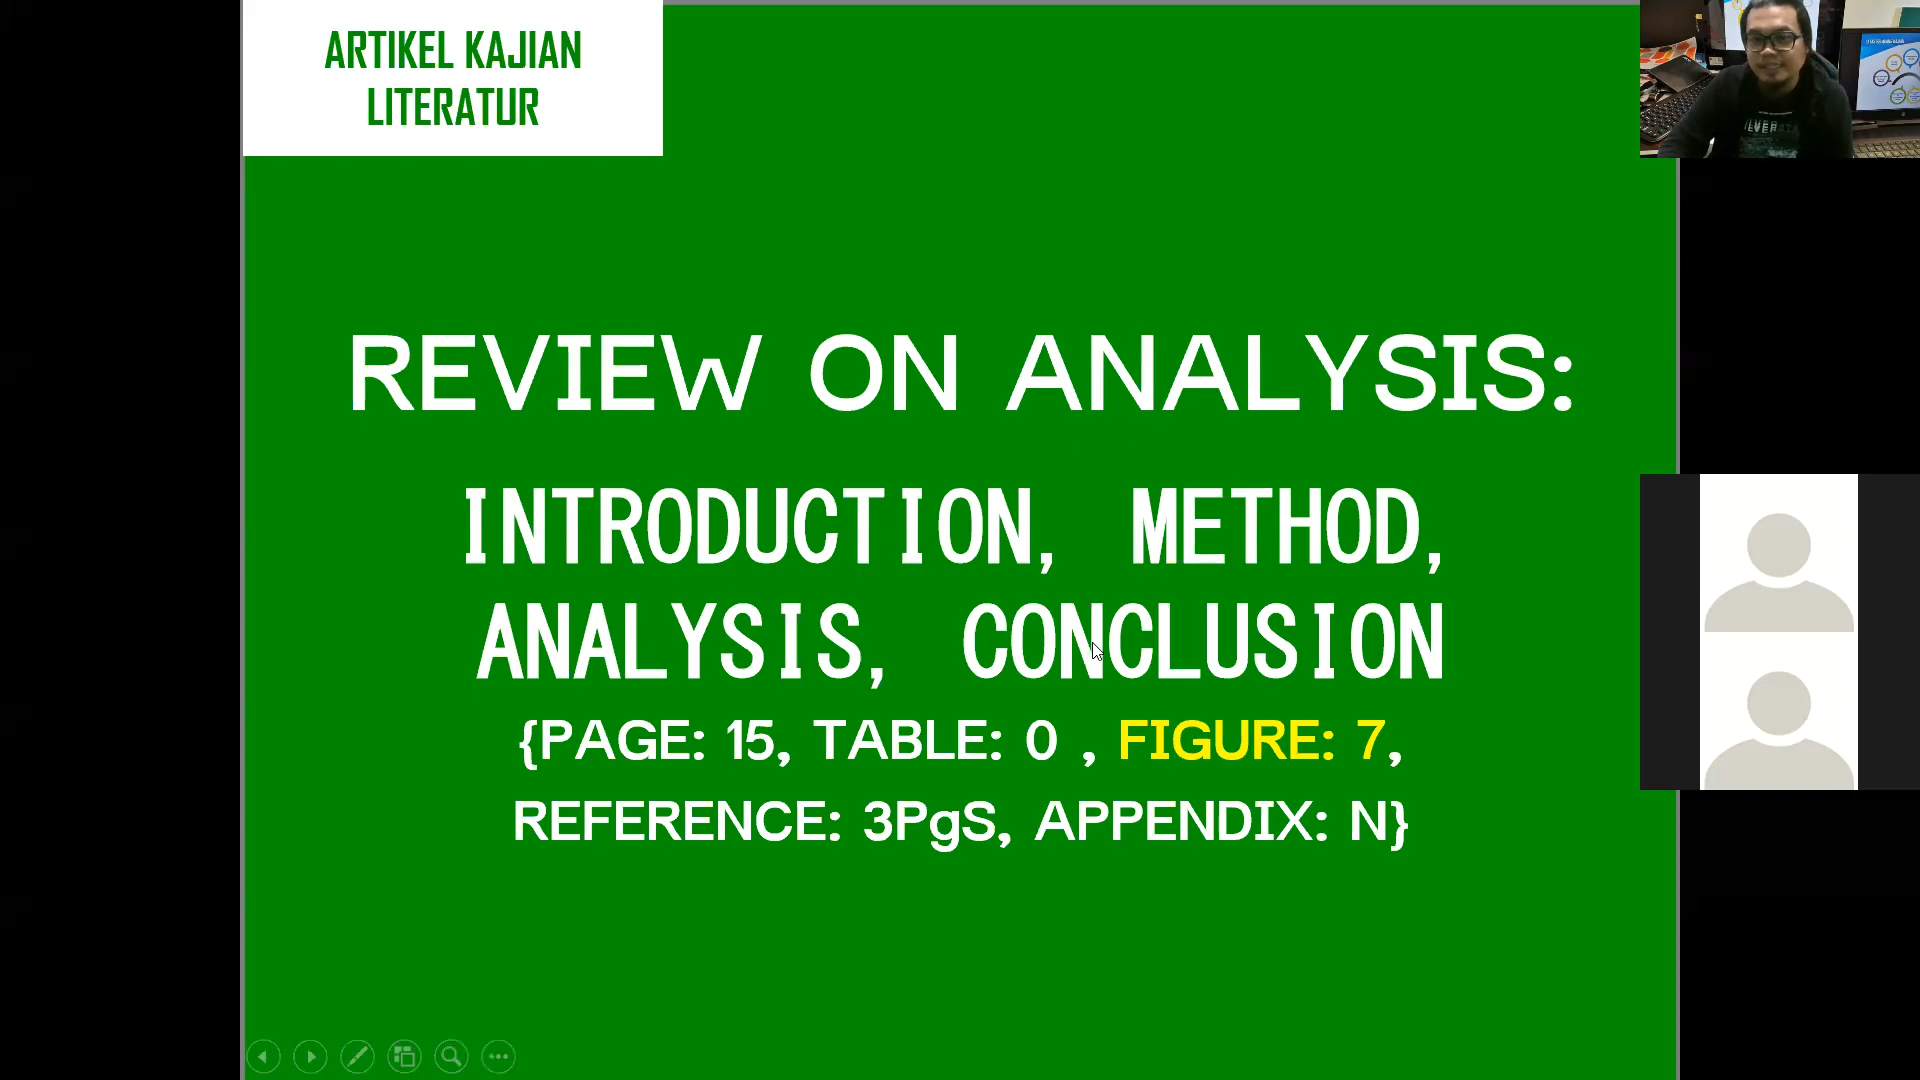 ARTIKEL KAJIAN
LITERATUR
REVIEW ON ANALYSIS:
INTRODUCTION, METHOD,
ANALYSIS, CONCLUSION
{PAGE: 15, TABLE: 0 , FIGURE: 7,
REFERENCE: 3PgS, APPENDIX: N}